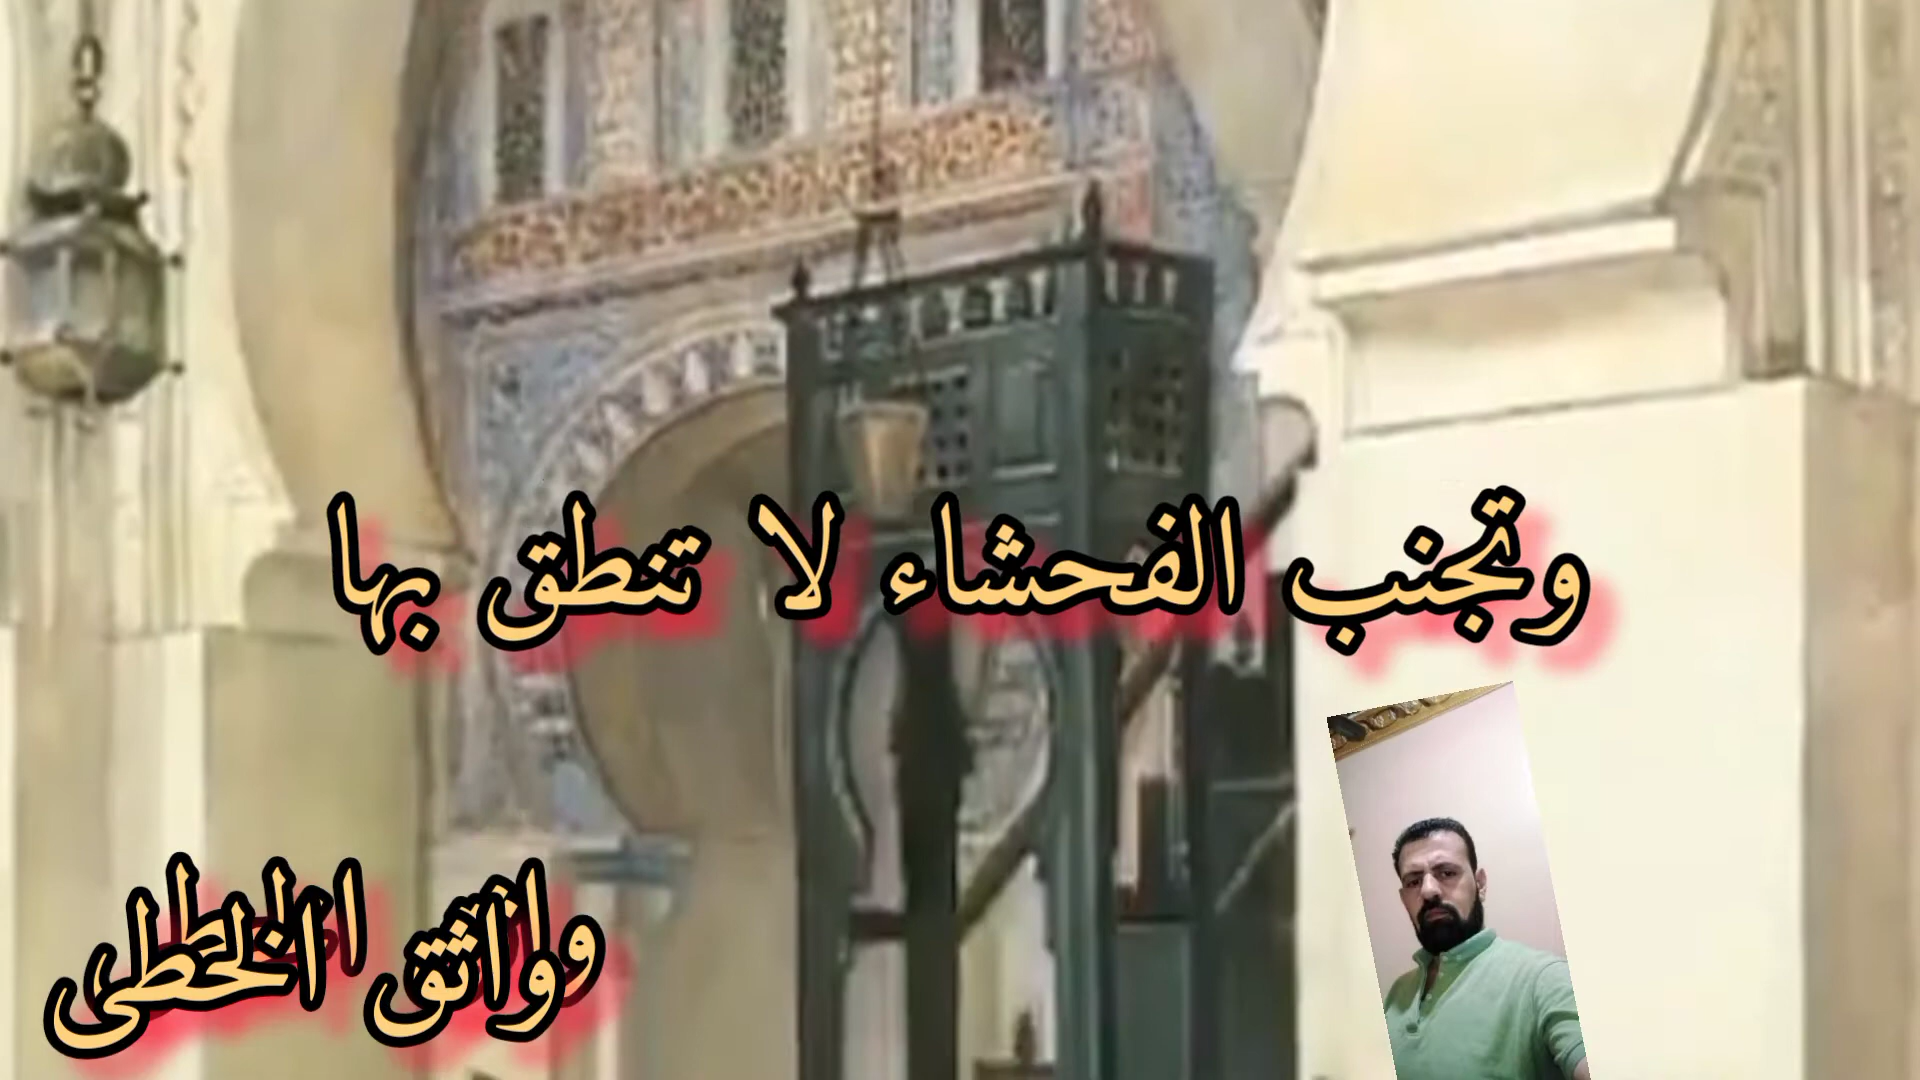 وتجنب الفحشاء لا تنطق بها
واثق الخطى